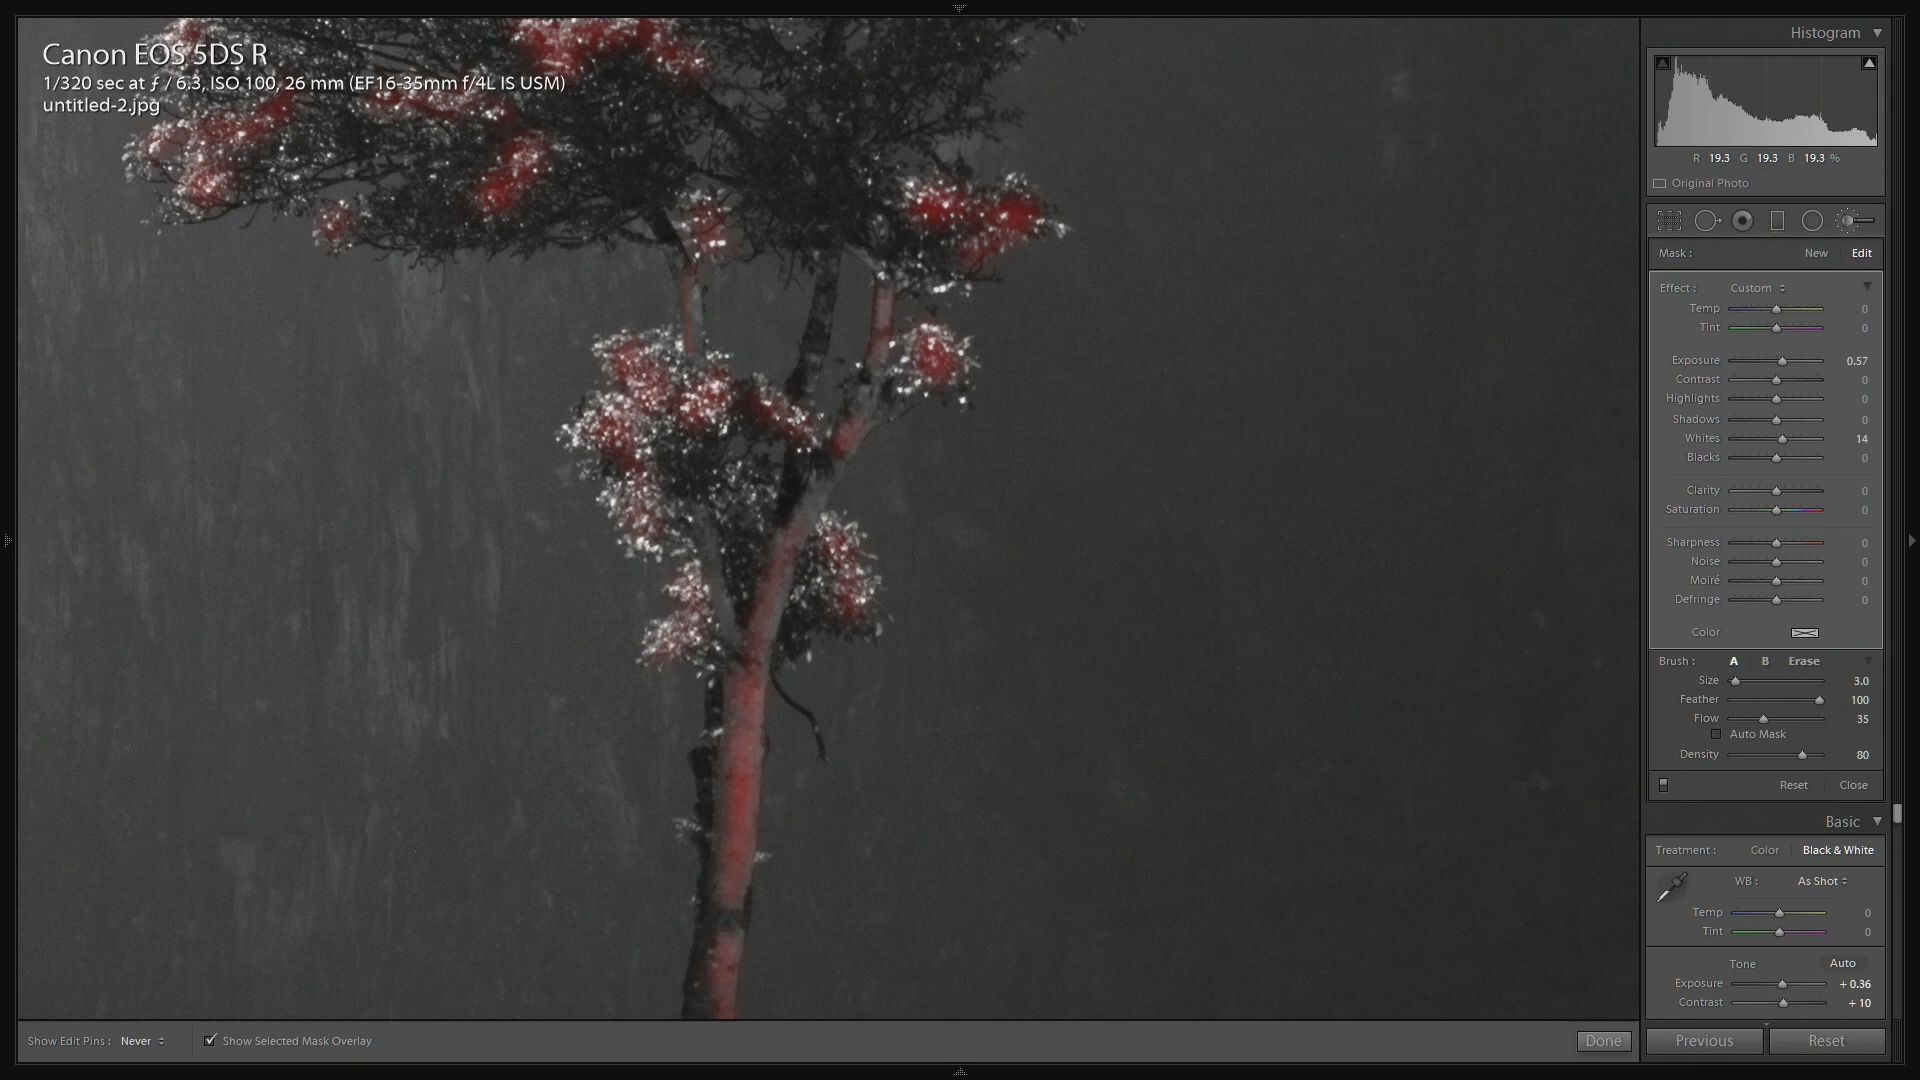 Canon EOS 5DS R
1/320 sec at ƒ / 6.3, ISO 100, 26 mm (EF16-35mm f/4L IS USM)
untitled-2.jpg
Histogram
R 19.3 G 19.3 B 19.3 %
Original Photo
Mask : New Edit
Effect : Custom
Temp 0
Tint 0
Exposure 0.57
Contrast 0
Highlights 0
Shadows 0
Whites 14
Blacks 0
Clarity 0
Saturation 0
Sharpness 0
Noise 0
Moiré 0
Defringe 0
Color
Brush : A B Erase
Size 3.0
Feather 100
Flow 35
Auto Mask
Density 80
Reset Close
Basic
Treatment : Color Black & White
WB : As Shot
Temp 0
Tint 0
Tone Auto
Exposure + 0.36
Contrast + 10
Show Edit Pins : Never Show Selected Mask Overlay Done Previous Reset